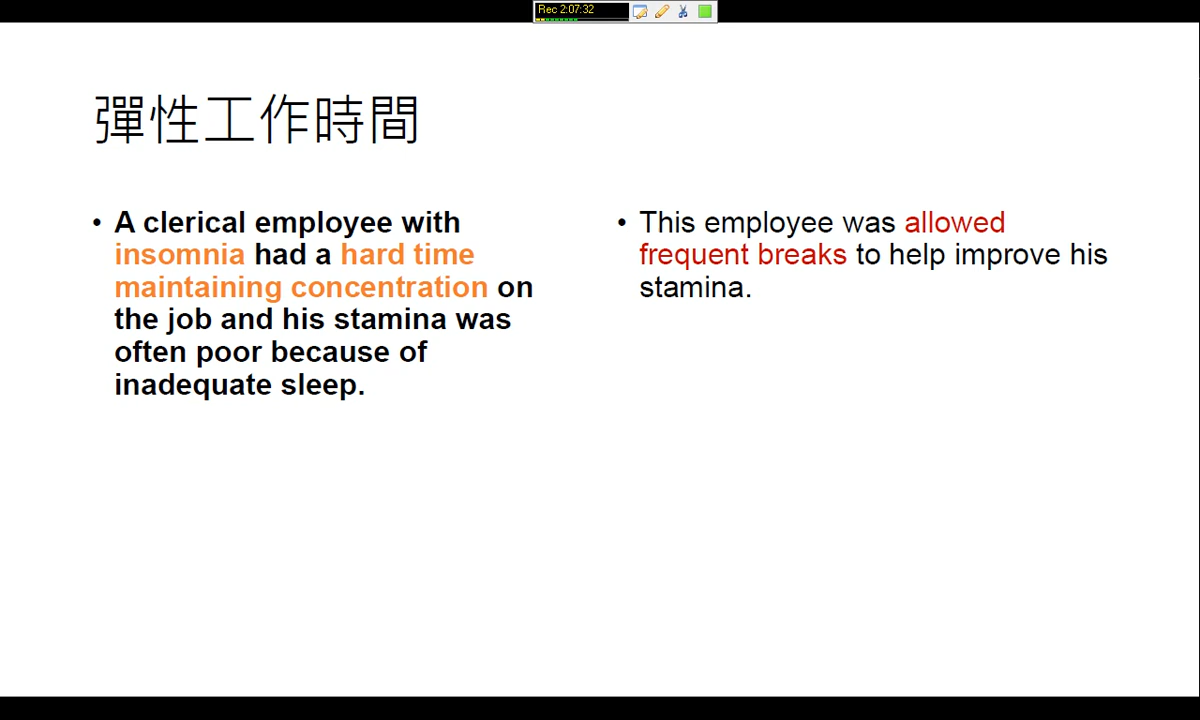 Rec 2:07:32
彈性工作時間
• A clerical employee with
insomnia had a hard time
maintaining concentration on
the job and his stamina was
often poor because of
inadequate sleep.
• This employee was allowed
frequent breaks to help improve his
stamina.